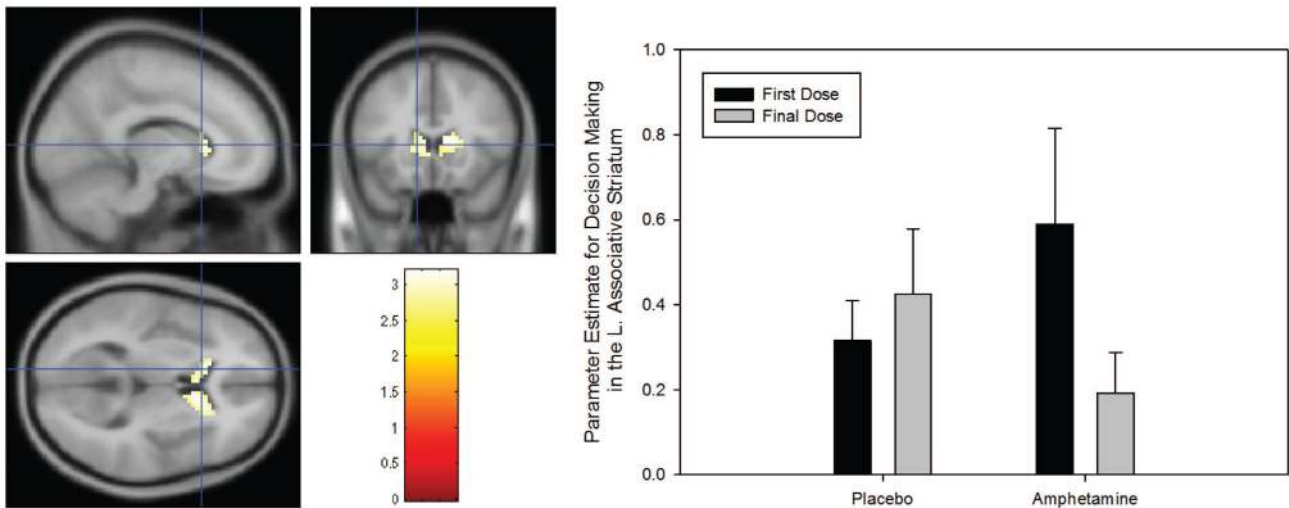 3
2.5
2
1.5
1
0.5
0
Parameter Estimate for Decision Making
in the L. Associative Striatum
1.0
0.8
0.6
0.4
0.2
0.0
First Dose
Final Dose
Placebo
Amphetamine